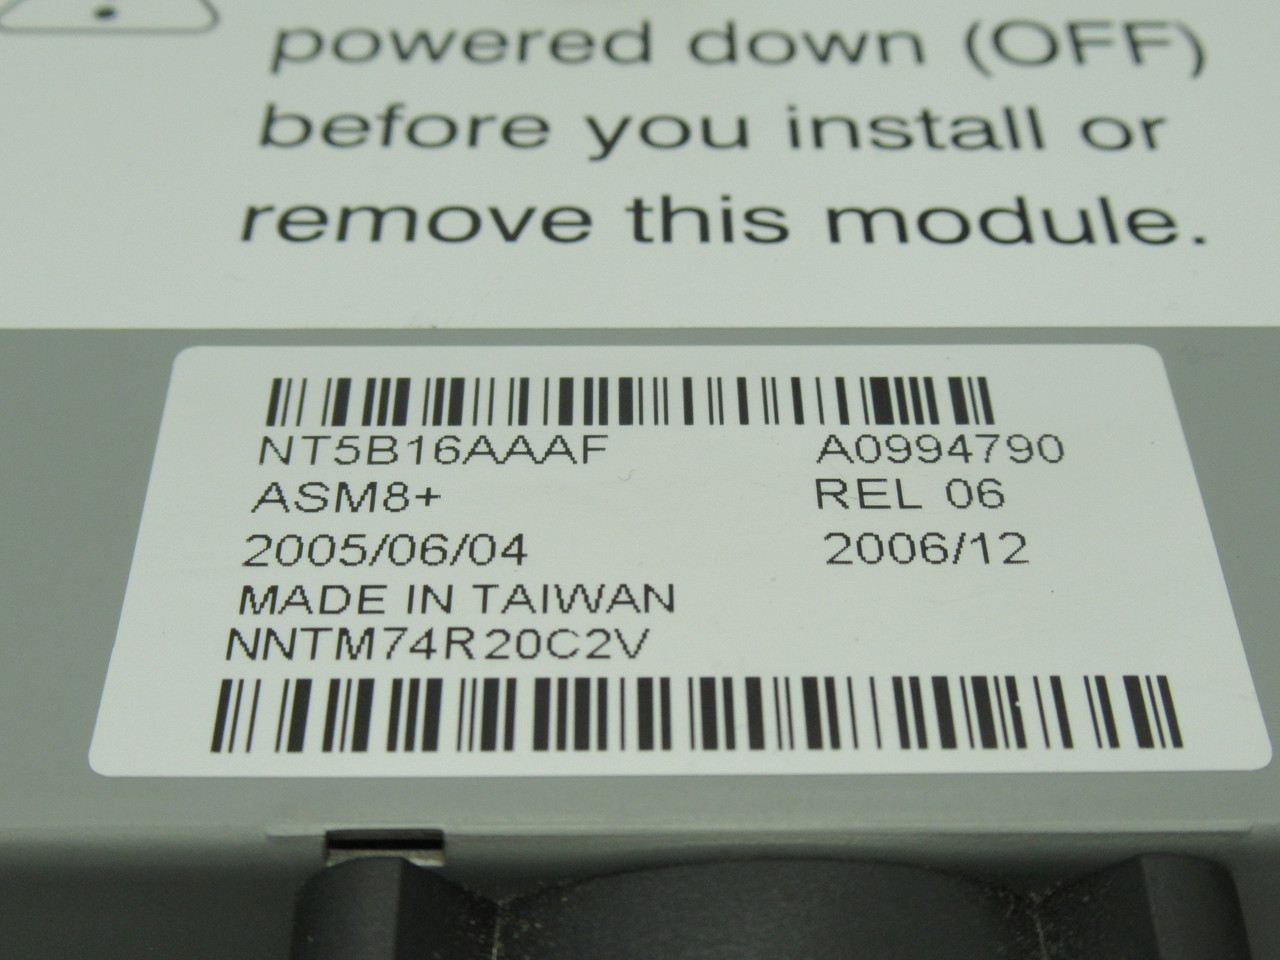 powered down (OFF)
before you install or
remove this module.
NT5B16AAAF A0994790
ASM8+ REL 06
2005/06/04 2006/12
MADE IN TAIWAN
NNTM74R20C2V